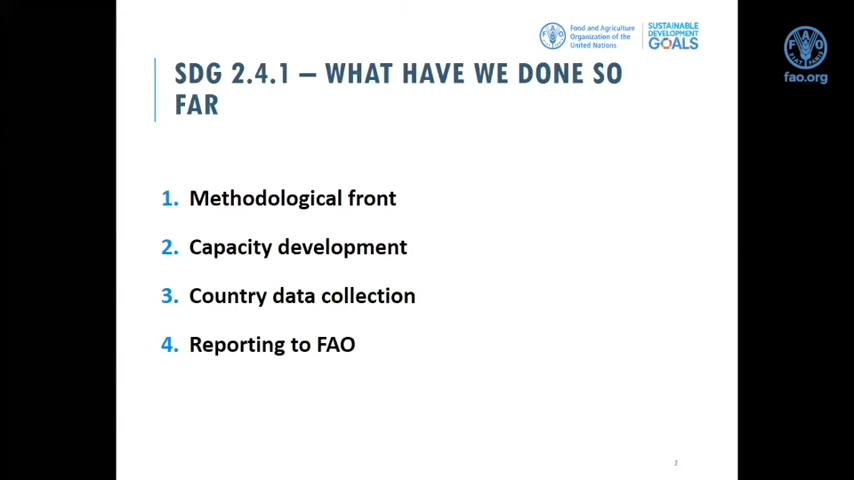 Food and Agriculture
Organization of the
United Nations
SUSTAINABLE
DEVELOPMENT
GOALS
fao.org
SDG 2.4.1 – WHAT HAVE WE DONE SO
FAR
1. Methodological front
2. Capacity development
3. Country data collection
4. Reporting to FAO